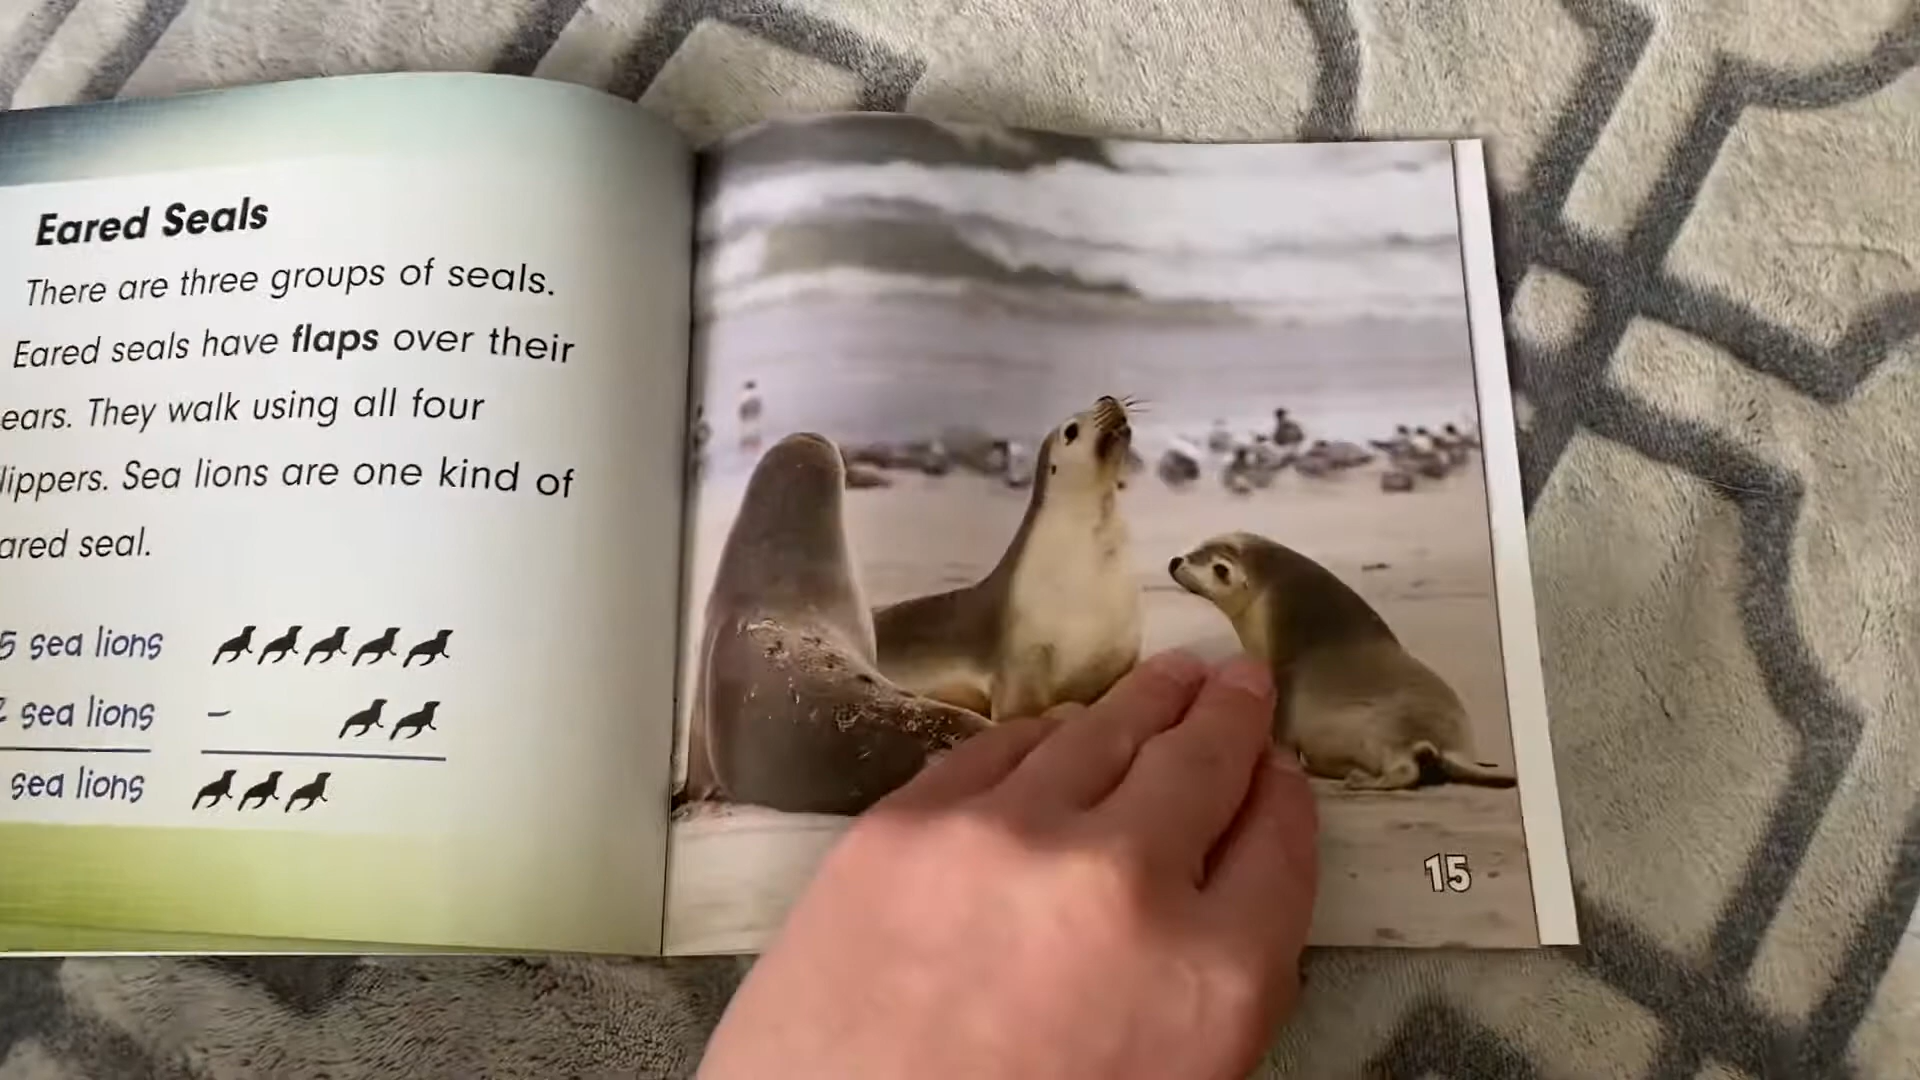 Eared Seals
There are three groups of seals.
Eared seals have flaps over their
ears. They walk using all four
lippers. Sea lions are one kind of
ared seal.
5 sea lions
sea lions –
sea lions
15